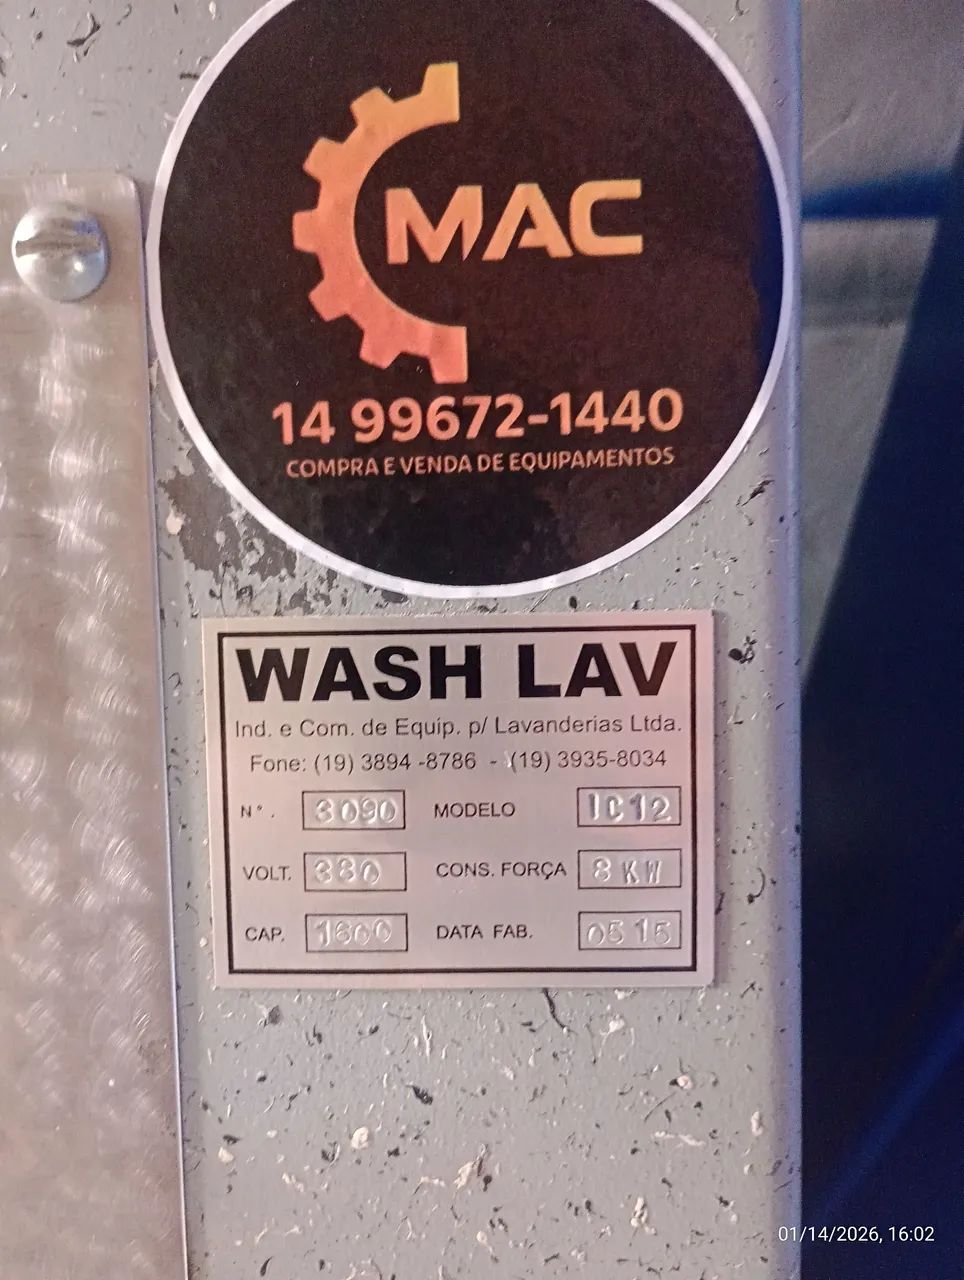 MAC
14 99672-1440
COMPRA E VENDA DE EQUIPAMENTOS
WASH LAV
Ind. e Com. de Equip. p/ Lavanderias Ltda.
Fone: (19) 3894 -8786 - (19) 3935-8034
N°. 3090 MODELO IC12
VOLT. 380 CONS. FORÇA 8 KW
CAP. 1600 DATA FAB. 05 15
01/14/2026, 16:02